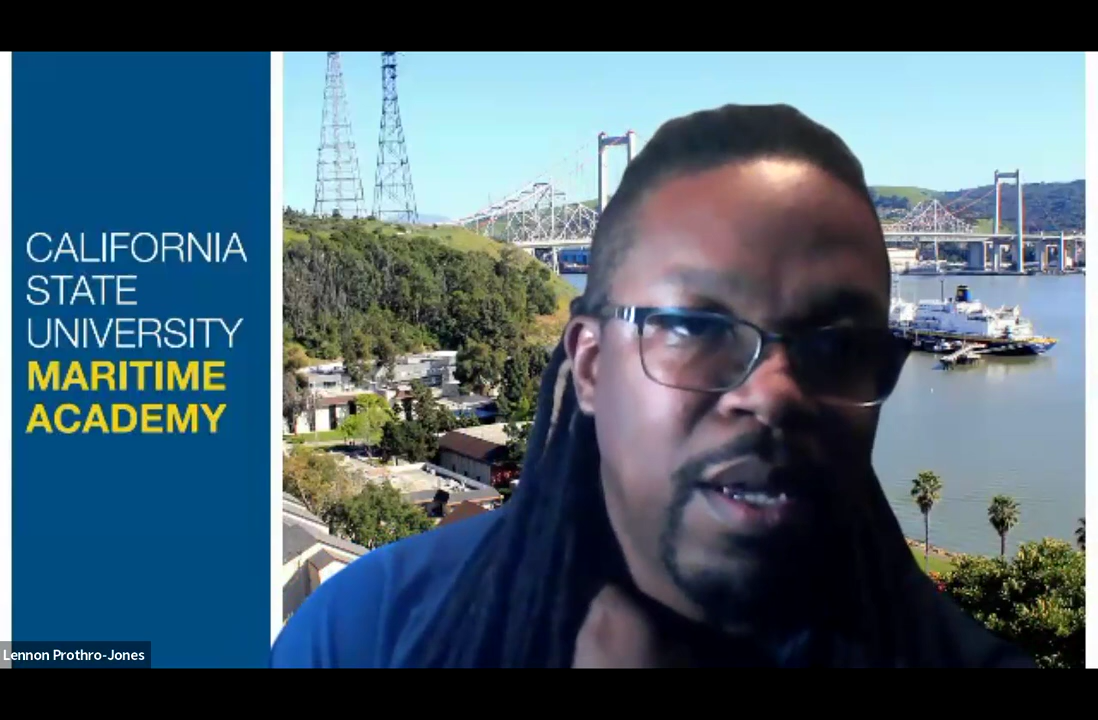 CALIFORNIA
STATE
UNIVERSITY
MARITIME
ACADEMY
Lennon Prothro-Jones